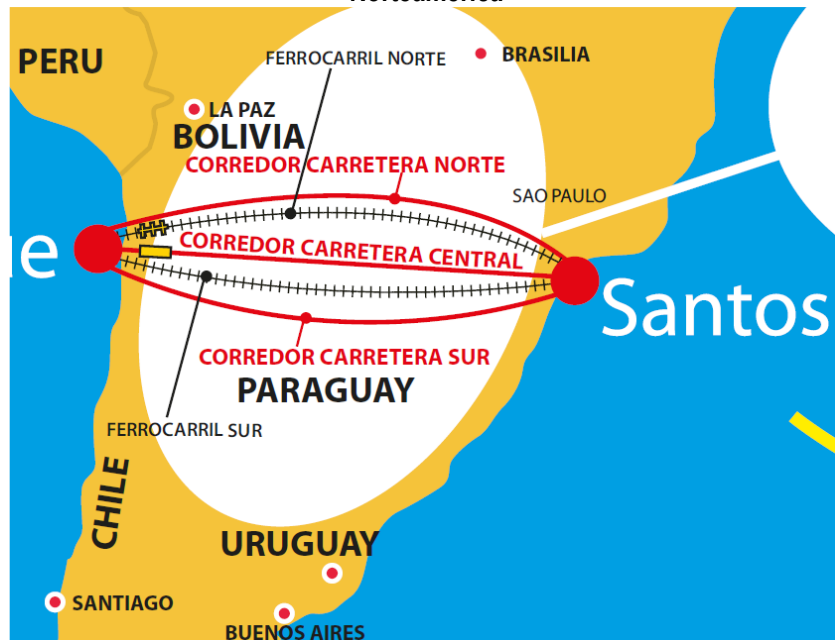 PERU
FERROCARRIL NORTE
BRASILIA
LA PAZ
BOLIVIA
CORREDOR CARRETERA NORTE
SAO PAULO
CORREDOR CARRETERA CENTRAL
ue
Santos
CORREDOR CARRETERA SUR
PARAGUAY
FERROCARRIL SUR
CHILE
URUGUAY
SANTIAGO
BUENOS AIRES